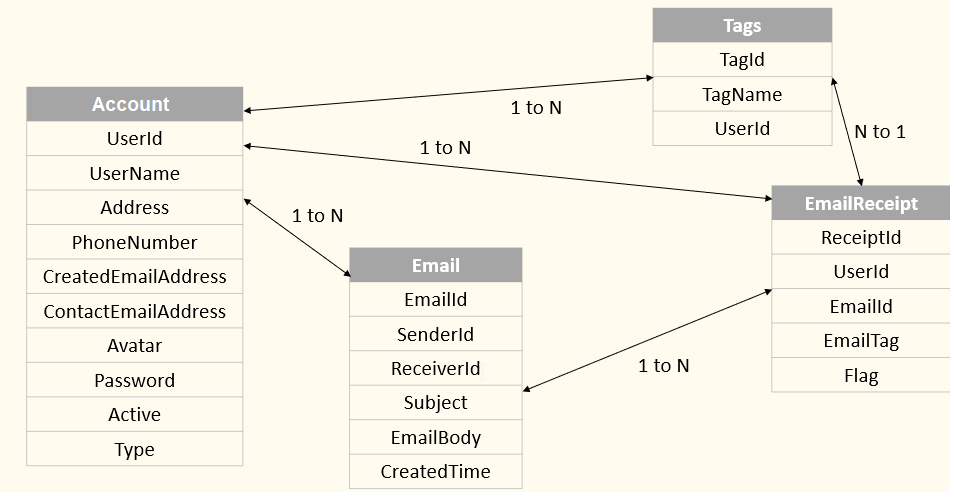 Tags
TagId
TagName
UserId
Account
UserId
UserName
Address
PhoneNumber
CreatedEmailAddress
ContactEmailAddress
Avatar
Password
Active
Type
1 to N
1 to N
1 to N
N to 1
Email
EmailId
SenderId
ReceiverId
Subject
EmailBody
CreatedTime
EmailReceipt
ReceiptId
UserId
EmailId
EmailTag
Flag
1 to N